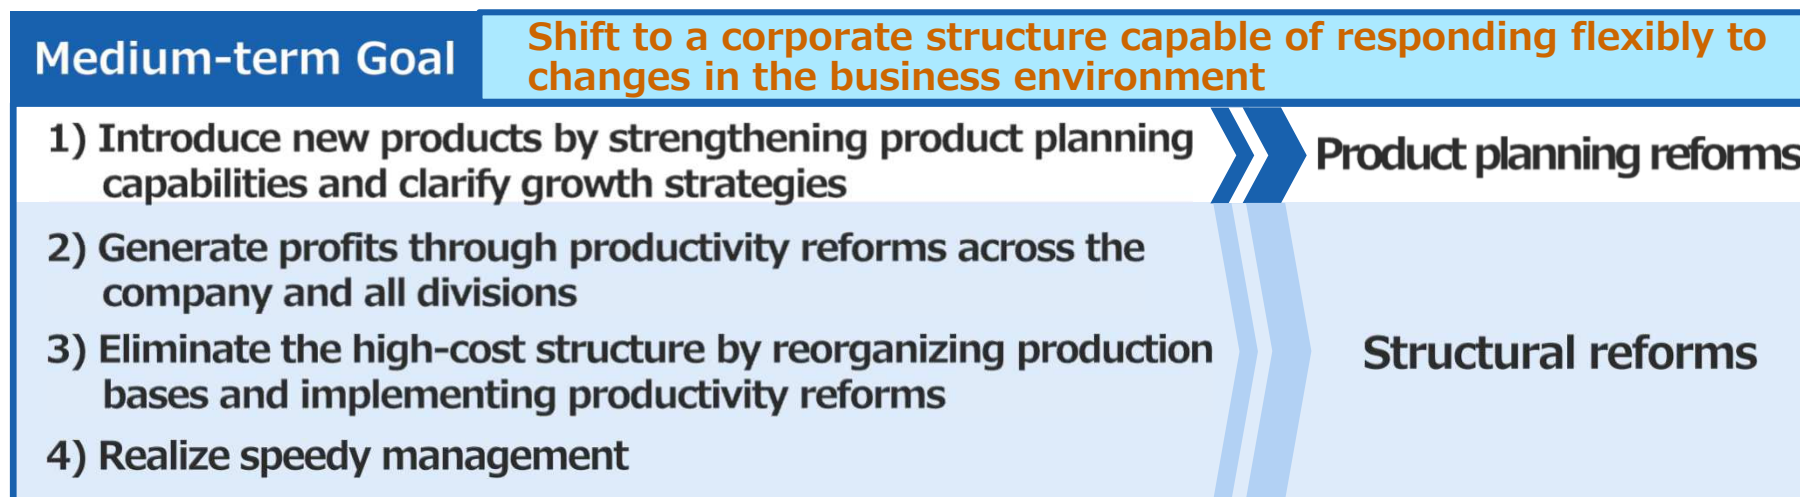 Medium-term Goal
Shift to a corporate structure capable of responding flexibly to
changes in the business environment
1) Introduce new products by strengthening product planning
capabilities and clarify growth strategies
Product planning reforms
2) Generate profits through productivity reforms across the
company and all divisions
3) Eliminate the high-cost structure by reorganizing production
bases and implementing productivity reforms
4) Realize speedy management
Structural reforms